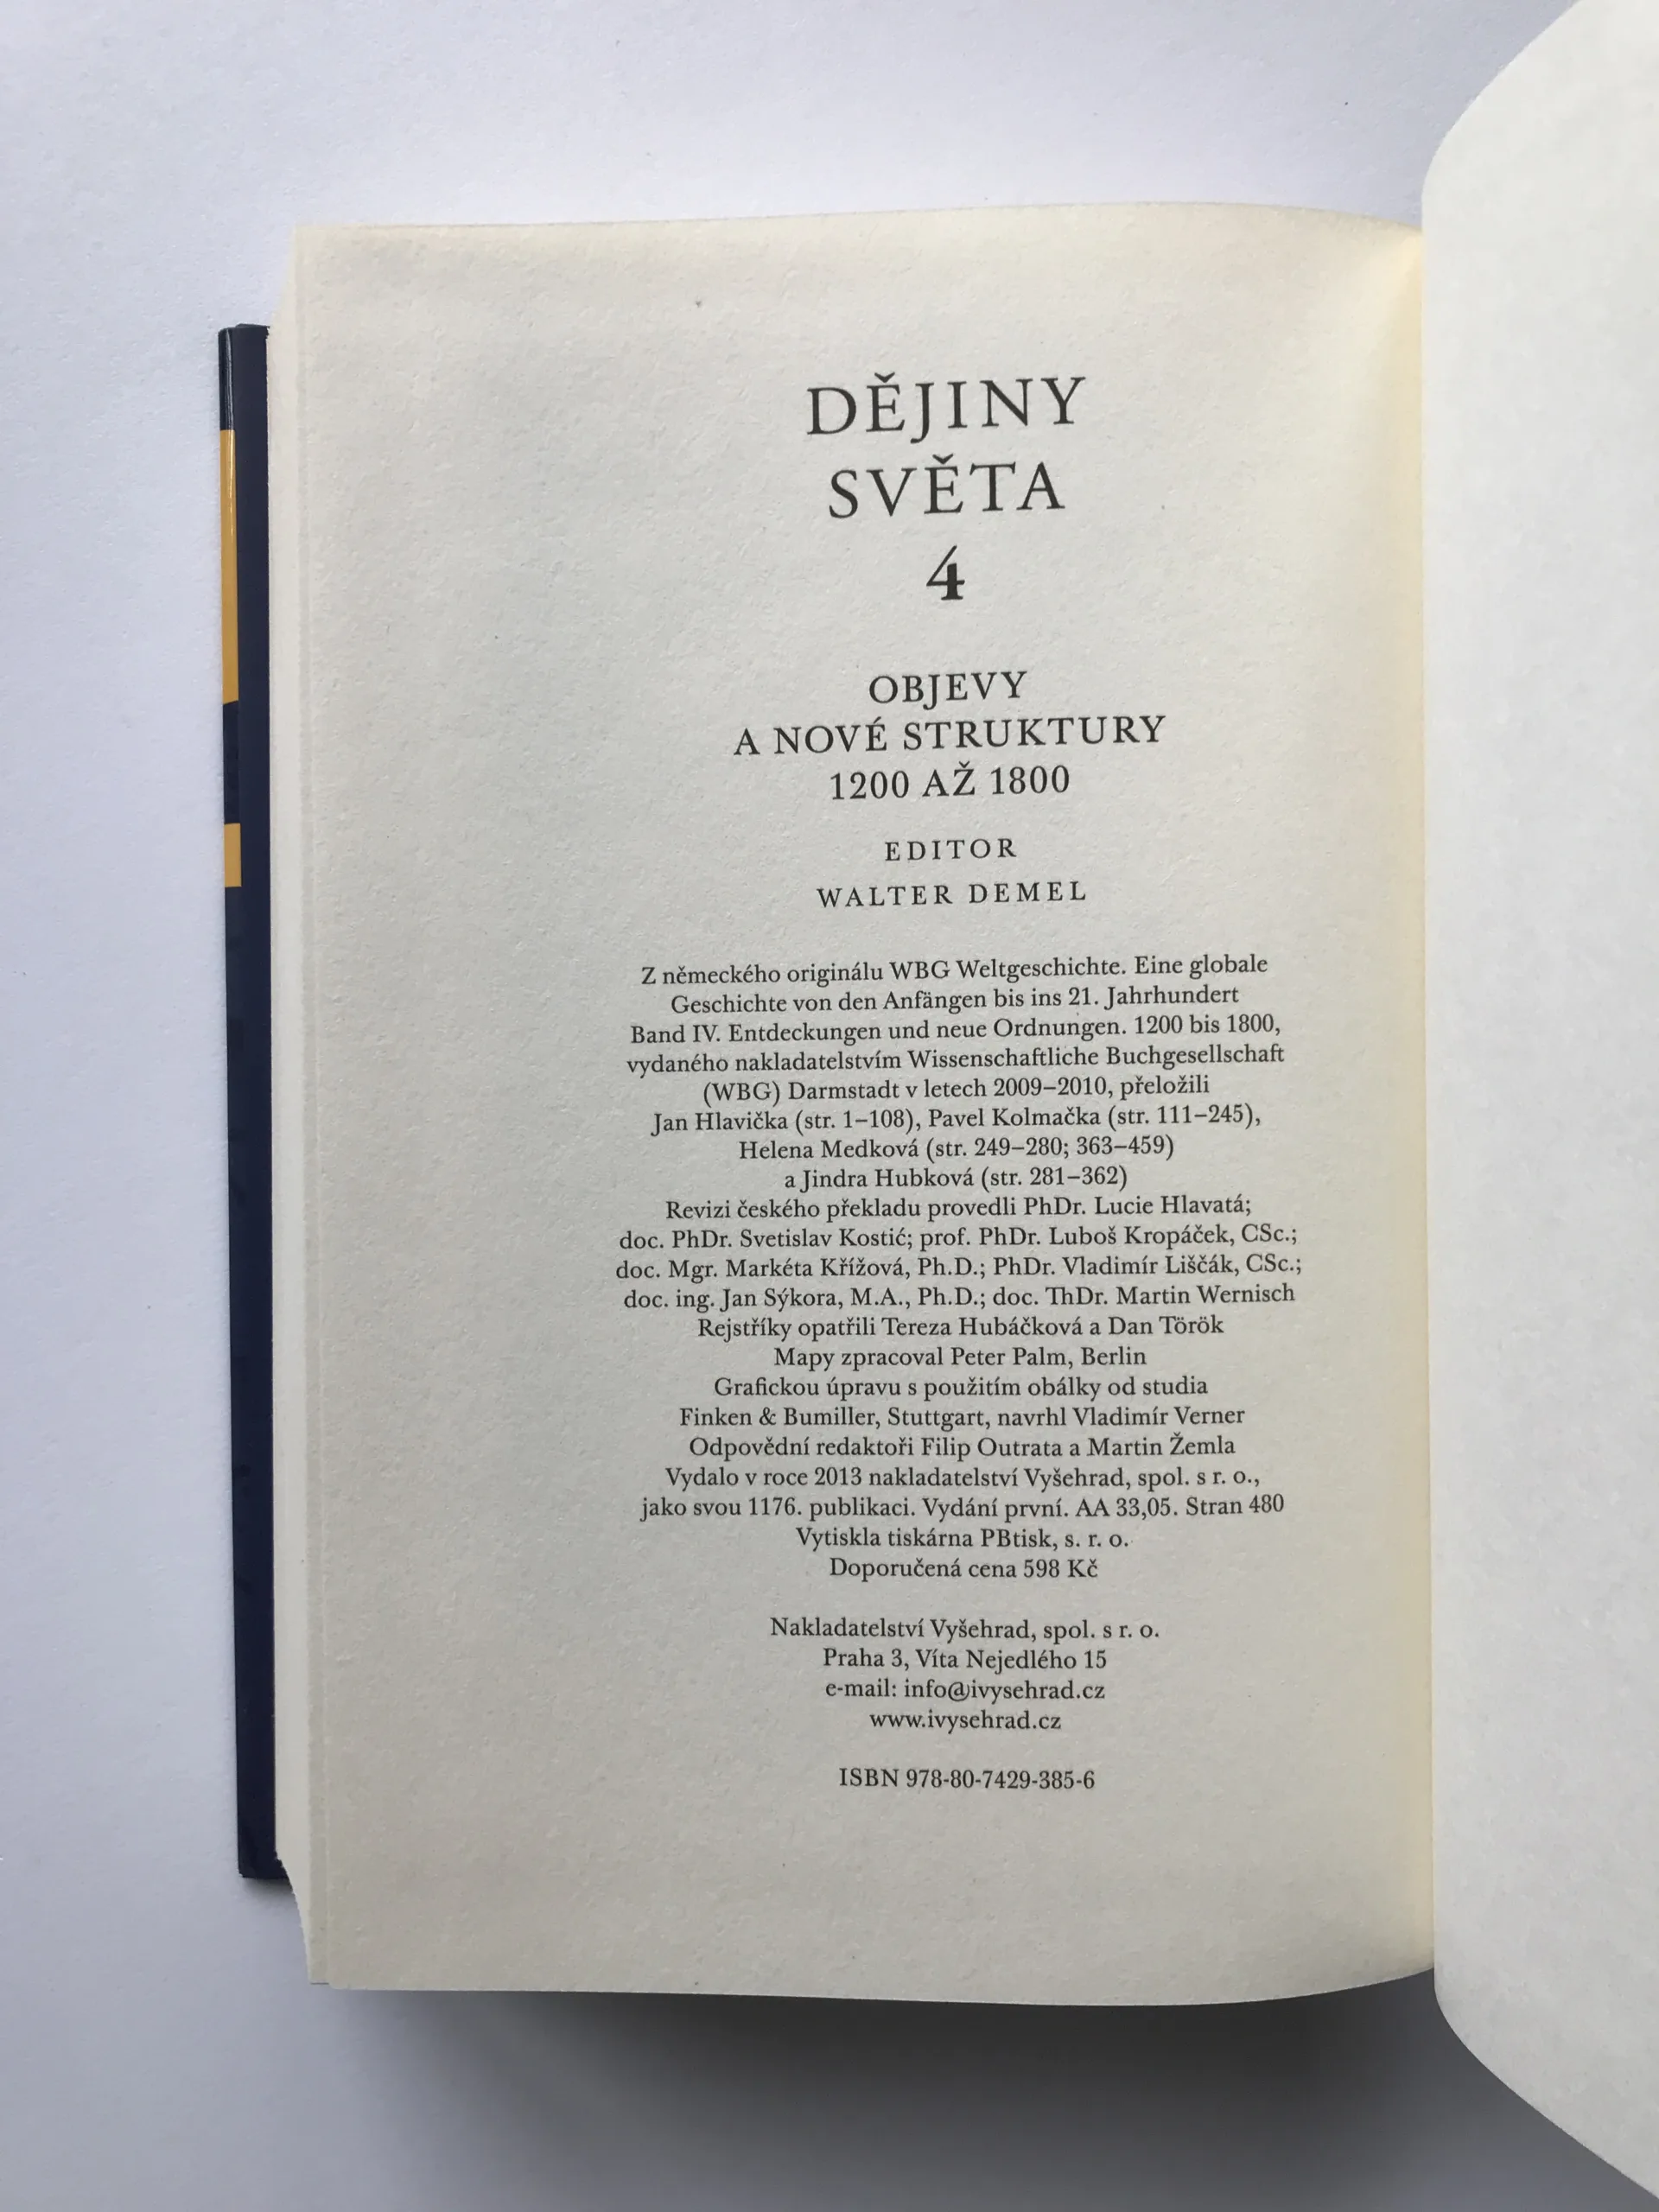 DĚJINY
SVĚTA
4
OBJEVY
A NOVÉ STRUKTURY
1200 AŽ 1800
EDITOR
WALTER DEMEL
Z německého originálu WBG Weltgeschichte. Eine globale
Geschichte von den Anfängen bis ins 21. Jahrhundert
Band IV. Entdeckungen und neue Ordnungen. 1200 bis 1800,
vydaného nakladatelstvím Wissenschaftliche Buchgesellschaft
(WBG) Darmstadt v letech 2009–2010, přeložili
Jan Hlavička (str. 1–108), Pavel Kolmačka (str. 111–245),
Helena Medková (str. 249–280; 363–459)
a Jindra Hubková (str. 281–362)
Revizi českého překladu provedli PhDr. Lucie Hlavatá;
doc. PhDr. Svetislav Kostić; prof. PhDr. Luboš Kropáček, CSc.;
doc. Mgr. Markéta Křížová, Ph.D.; PhDr. Vladimír Liščák, CSc.;
doc. ing. Jan Sýkora, M.A., Ph.D.; doc. ThDr. Martin Wernisch
Rejstříky opatřili Tereza Hubáčková a Dan Török
Mapy zpracoval Peter Palm, Berlin
Grafickou úpravu s použitím obálky od studia
Finken & Bumiller, Stuttgart, navrhl Vladimír Verner
Odpovědní redaktoři Filip Outrata a Martin Žemla
Vydalo v roce 2013 nakladatelství Vyšehrad, spol. s r. o.,
jako svou 1176. publikaci. Vydání první. AA 33,05. Stran 480
Vytiskla tiskárna PBtisk, s. r. o.
Doporučená cena 598 Kč
Nakladatelství Vyšehrad, spol. s r. o.
Praha 3, Víta Nejedlého 15
e-mail: info@ivysehrad.cz
www.ivysehrad.cz
ISBN 978-80-7429-385-6